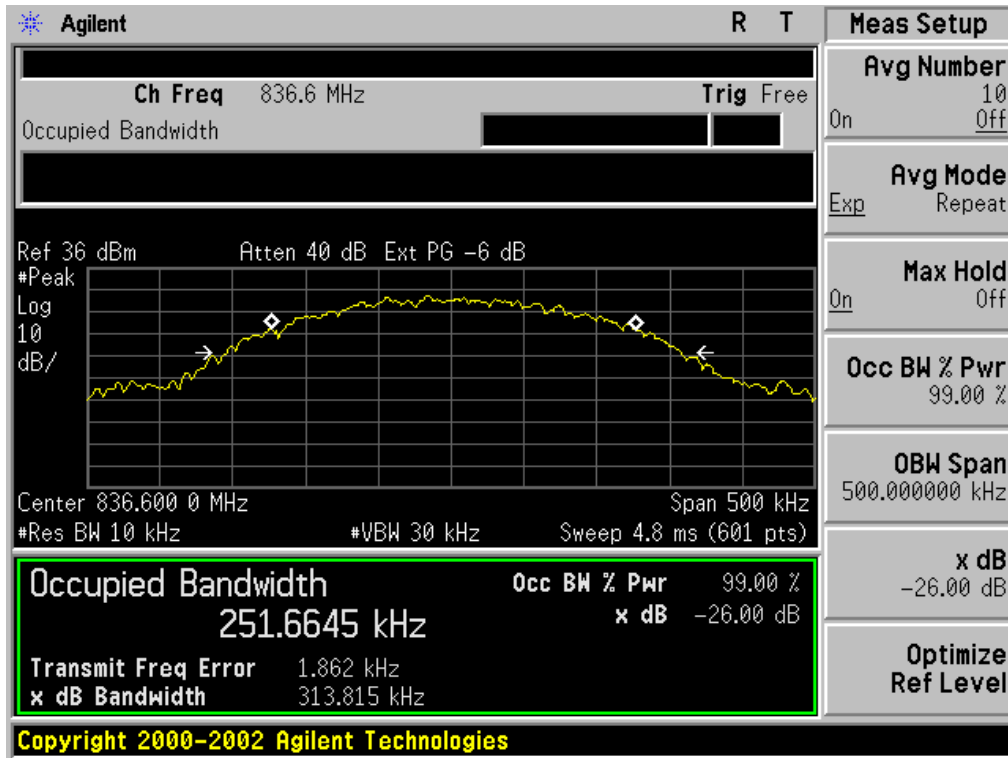 Agilent R T
Ch Freq 836.6 MHz Trig Free
Occupied Bandwidth
Ref 36 dBm Atten 40 dB Ext PG -6 dB
#Peak
Log
10
dB/
Center 836.600 0 MHz Span 500 kHz
#Res BW 10 kHz #VBW 30 kHz Sweep 4.8 ms (601 pts)
Occupied Bandwidth Occ BW % Pwr 99.00 %
251.6645 kHz x dB -26.00 dB
Transmit Freq Error 1.862 kHz
x dB Bandwidth 313.815 kHz
Copyright 2000-2002 Agilent Technologies
Meas Setup
Avg Number
10
On Off
Avg Mode
Exp Repeat
Max Hold
On Off
Occ BW % Pwr
99.00 %
OBW Span
500.000000 kHz
x dB
-26.00 dB
Optimize
Ref Level